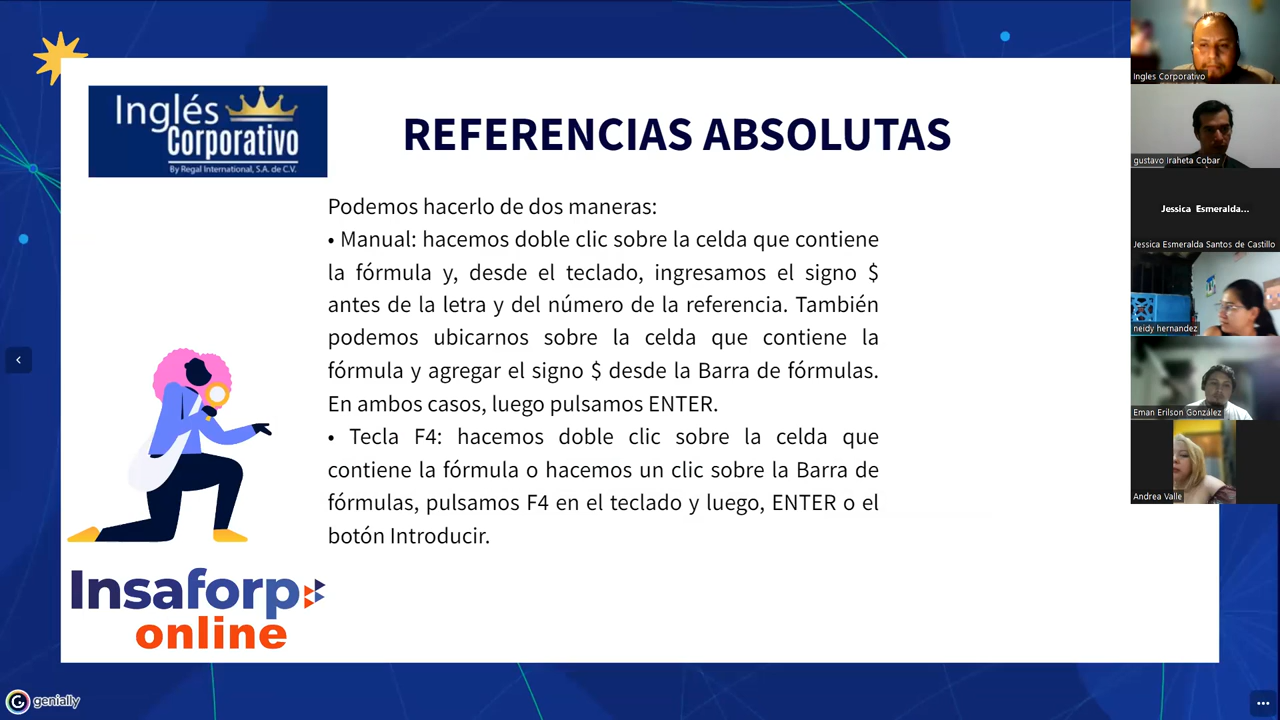 Inglés
Corporativo
By Regal International, S.A. de C.V.
REFERENCIAS ABSOLUTAS
Podemos hacerlo de dos maneras:
• Manual: hacemos doble clic sobre la celda que contiene
la fórmula y, desde el teclado, ingresamos el signo $
antes de la letra y del número de la referencia. También
podemos ubicarnos sobre la celda que contiene la
fórmula y agregar el signo $ desde la Barra de fórmulas.
En ambos casos, luego pulsamos ENTER.
• Tecla F4: hacemos doble clic sobre la celda que
contiene la fórmula o hacemos un clic sobre la Barra de
fórmulas, pulsamos F4 en el teclado y luego, ENTER o el
botón Introducir.
Insaforp
online
genially
Ingles Corporativo
gustavo Iraheta Cobar
Jessica Esmeralda...
Jessica Esmeralda Santos de Castillo
neidy hernandez
Eman Erilson González
Andrea Valle